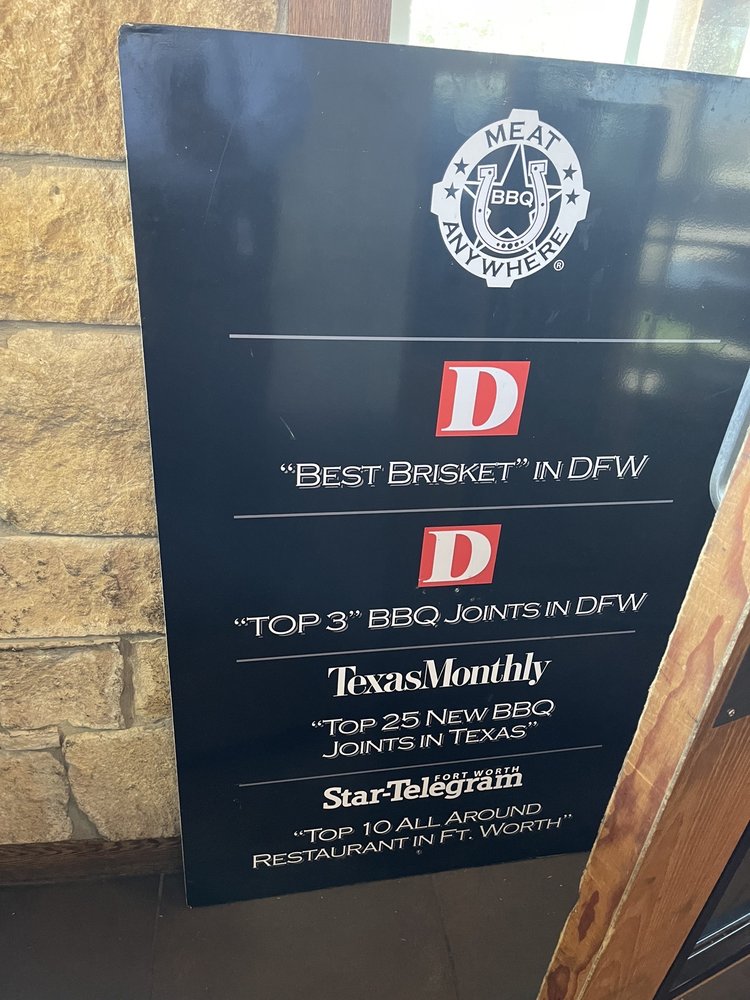 MEAT
BBQ
ANYWHERE
®
D
“BEST BRISKET” IN DFW
D
“TOP 3” BBQ JOINTS IN DFW
TexasMonthly
“TOP 25 NEW BBQ
JOINTS IN TEXAS”
FORT WORTH
Star-Telegram
“TOP 10 ALL AROUND
RESTAURANT IN FT. WORTH”